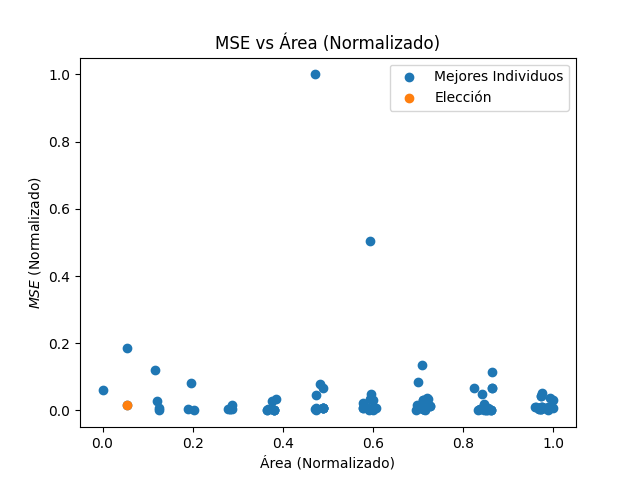 MSE vs Área (Normalizado)
Mejores Individuos
Elección
MSE (Normalizado)
1.0
0.8
0.6
0.4
0.2
0.0
0.0 0.2 0.4 0.6 0.8 1.0
Área (Normalizado)